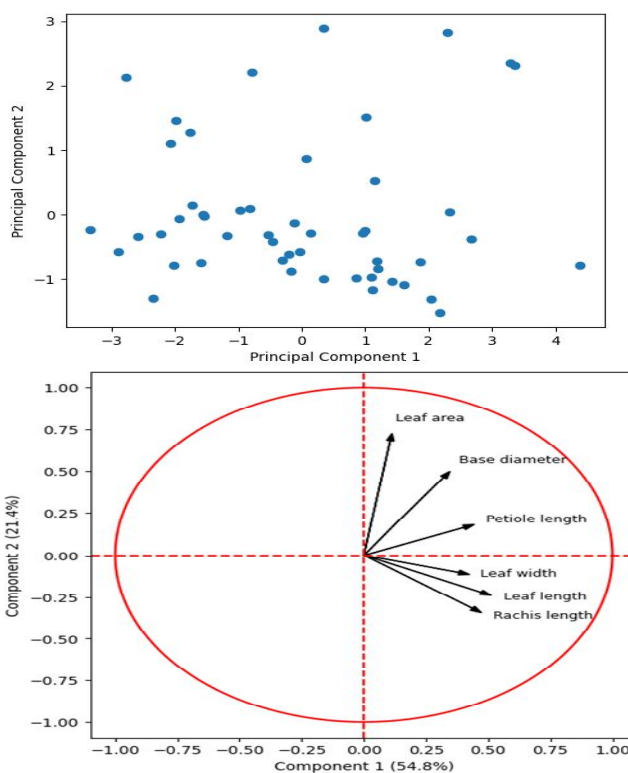 3
2
1
0
−1
Principal Component 2
−3 −2 −1 0 1 2 3 4
Principal Component 1
1.00
0.75
0.50
0.25
0.00
−0.25
−0.50
−0.75
−1.00
Component 2 (21.4%)
Leaf area
Base diameter
Petiole length
Leaf width
Leaf length
Rachis length
−1.00 −0.75 −0.50 −0.25 0.00 0.25 0.50 0.75 1.00
Component 1 (54.8%)